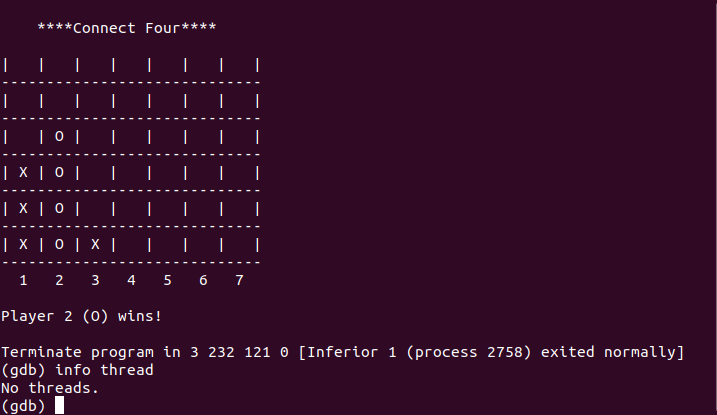 ****Connect Four****
|   |   |   |   |   |   |   |
-----------------------------
|   |   |   |   |   |   |   |
-----------------------------
|   | O |   |   |   |   |   |
-----------------------------
| X | O |   |   |   |   |   |
-----------------------------
| X | O |   |   |   |   |   |
-----------------------------
| X | O | X |   |   |   |   |
-----------------------------
  1   2   3   4   5   6   7
Player 2 (O) wins!
Terminate program in 3 232 121 0 [Inferior 1 (process 2758) exited normally]
(gdb) info thread
No threads.
(gdb)